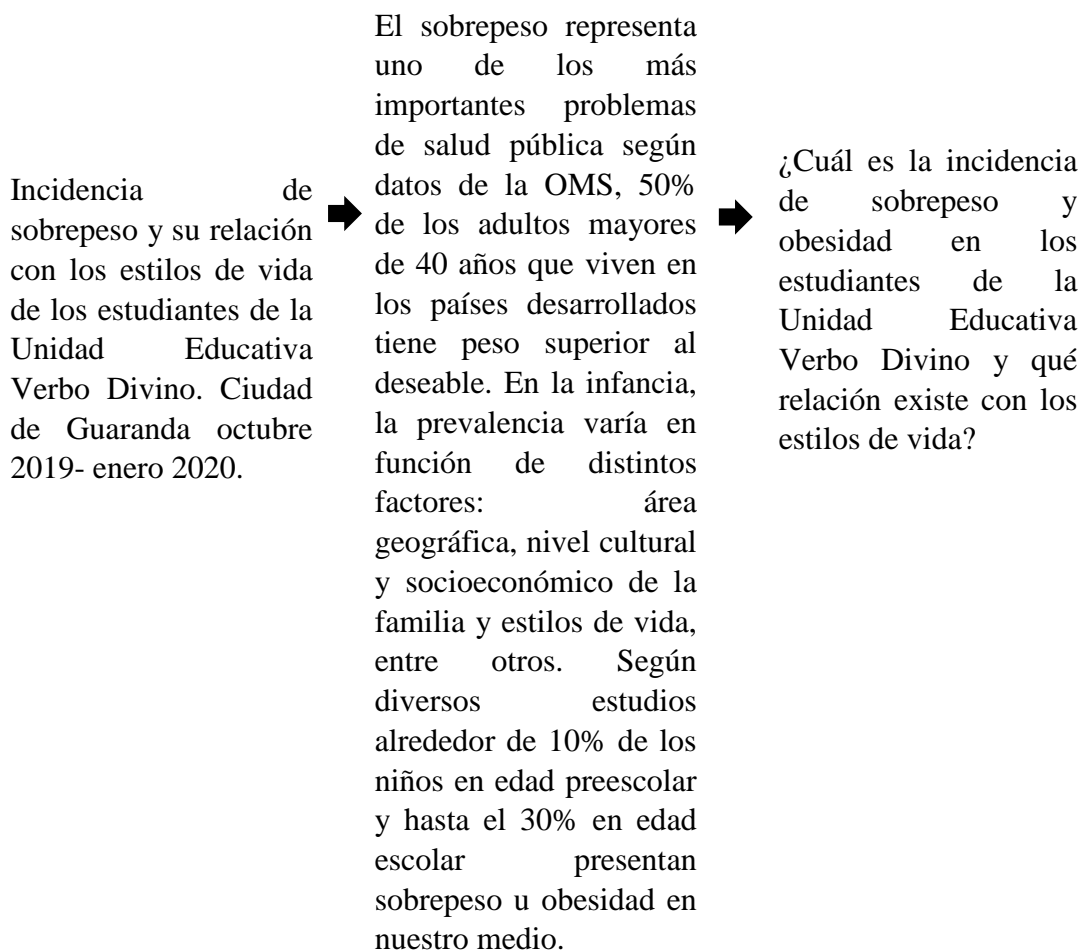 Incidencia de
sobrepeso y su relación
con los estilos de vida
de los estudiantes de la
Unidad Educativa
Verbo Divino. Ciudad
de Guaranda octubre
2019- enero 2020.
El sobrepeso representa
uno de los más
importantes problemas
de salud pública según
datos de la OMS, 50%
de los adultos mayores
de 40 años que viven en
los países desarrollados
tiene peso superior al
deseable. En la infancia,
la prevalencia varía en
función de distintos
factores: área
geográfica, nivel cultural
y socioeconómico de la
familia y estilos de vida,
entre otros. Según
diversos estudios
alrededor de 10% de los
niños en edad preescolar
y hasta el 30% en edad
escolar presentan
sobrepeso u obesidad en
nuestro medio.
¿Cuál es la incidencia
de sobrepeso y
obesidad en los
estudiantes de la
Unidad Educativa
Verbo Divino y qué
relación existe con los
estilos de vida?